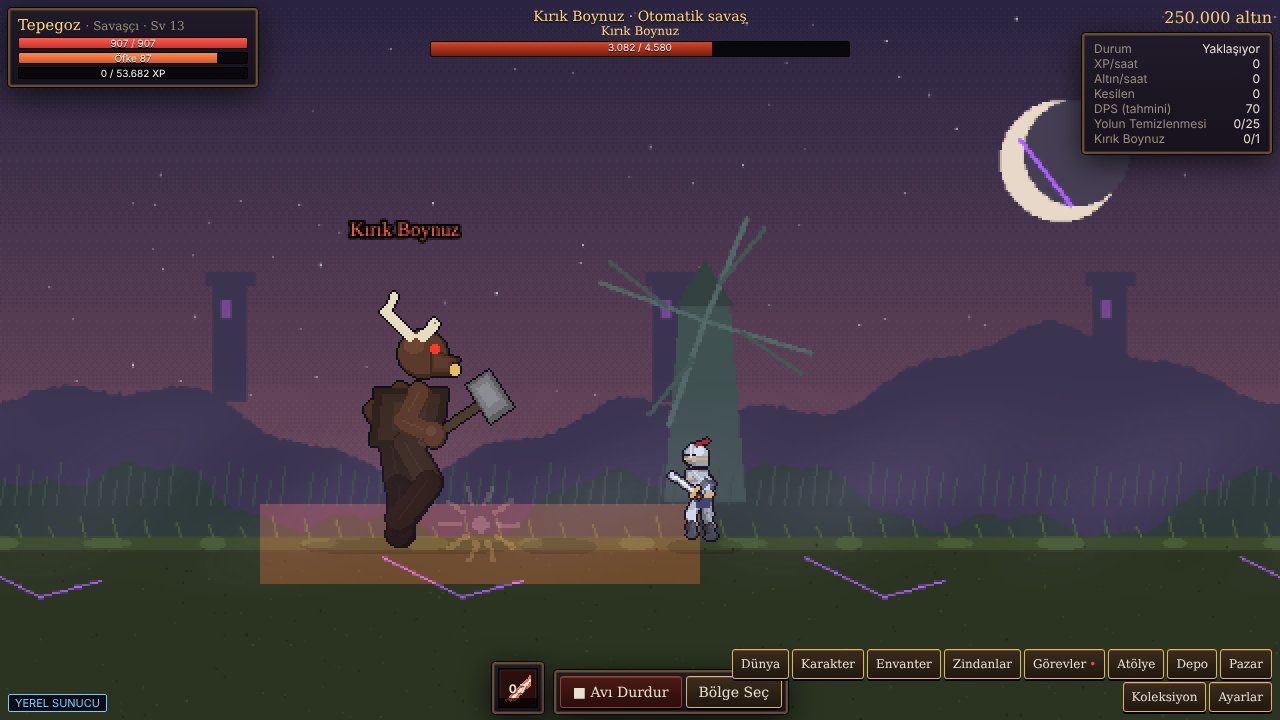 Tepegoz · Savaşçı · Sv 13
907 / 907
Öfke 87
0 / 53.682 XP
Kırık Boynuz · Otomatik savaş
Kırık Boynuz
3.082 / 4.580
250.000 altın
Durum Yaklaşıyor
XP/saat 0
Altın/saat 0
Kesilen 0
DPS (tahmini) 70
Yolun Temizlenmesi 0/25
Kırık Boynuz 0/1
Kırık Boynuz
Dünya Karakter Envanter Zindanlar Görevler • Atölye Depo Pazar
Avı Durdur Bölge Seç
Koleksiyon Ayarlar
YEREL SUNUCU